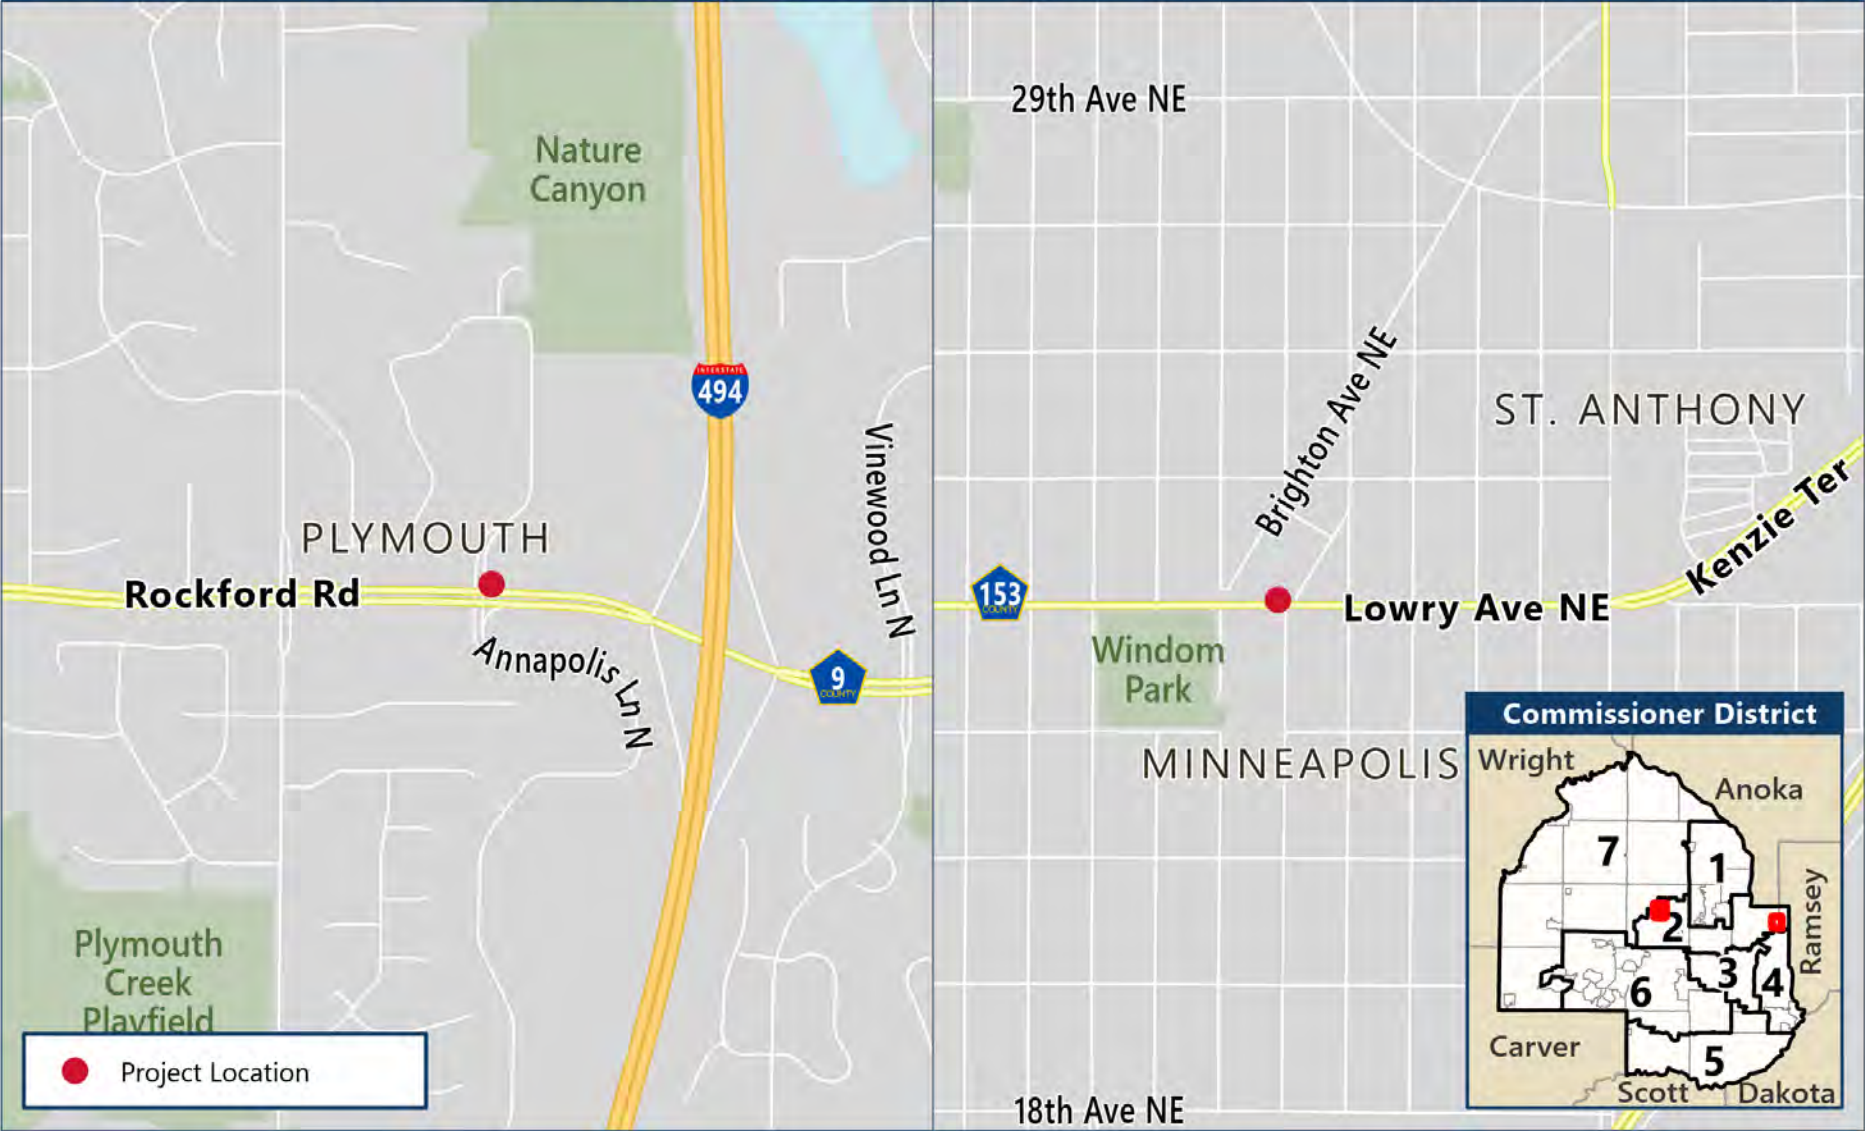 Nature
Canyon
INTERSTATE
494
Vinewood Ln N
PLYMOUTH
Rockford Rd
Annapolis Ln N
9
COUNTY
Plymouth
Creek
Playfield
Project Location
29th Ave NE
Brighton Ave NE
ST. ANTHONY
Kenzie Ter
153
COUNTY
Lowry Ave NE
Windom
Park
MINNEAPOLIS
18th Ave NE
Commissioner District
Wright
Anoka
7
1
2
Ramsey
3
4
6
Carver
5
Scott
Dakota